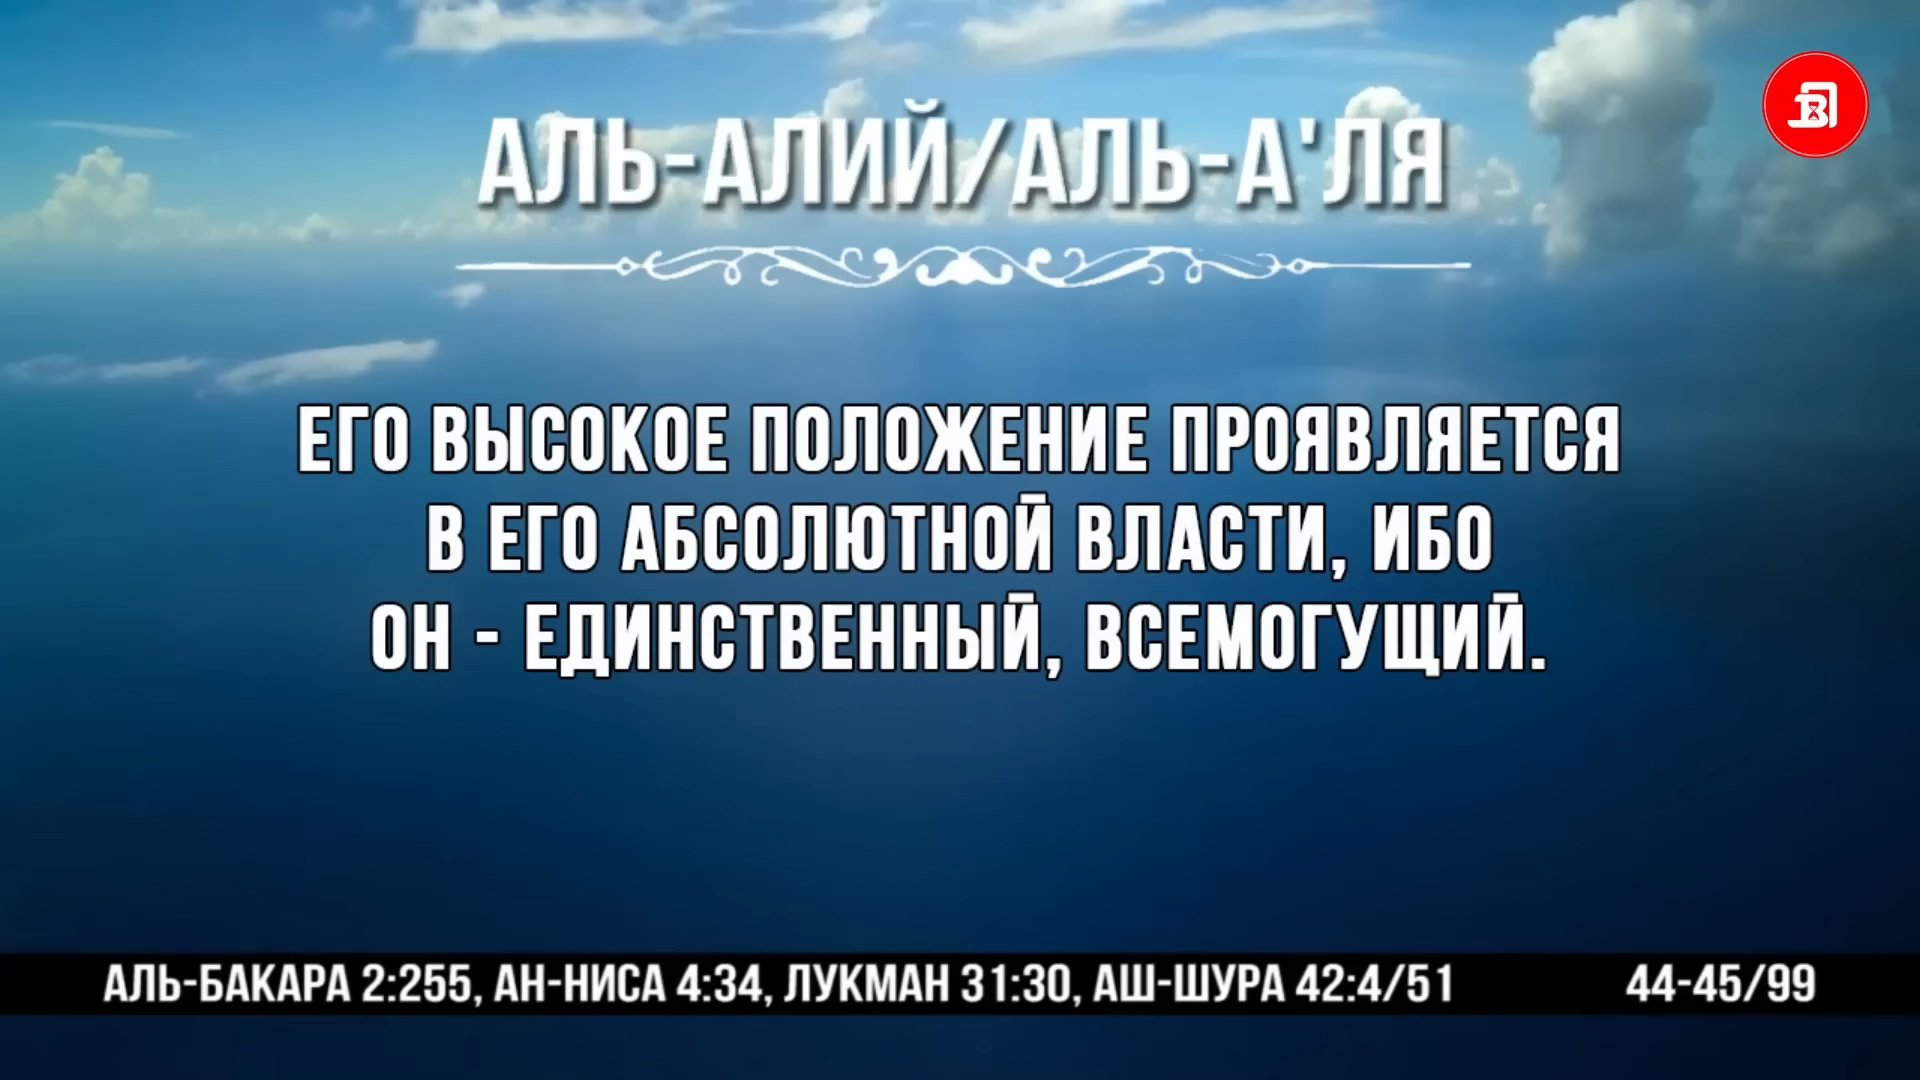 АЛЬ-АЛИЙ/АЛЬ-А'ЛЯ
ЕГО ВЫСОКОЕ ПОЛОЖЕНИЕ ПРОЯВЛЯЕТСЯ
В ЕГО АБСОЛЮТНОЙ ВЛАСТИ, ИБО
ОН - ЕДИНСТВЕННЫЙ, ВСЕМОГУЩИЙ.
АЛЬ-БАКАРА 2:255, АН-НИСА 4:34, ЛУКМАН 31:30, АШ-ШУРА 42:4/51 44-45/99